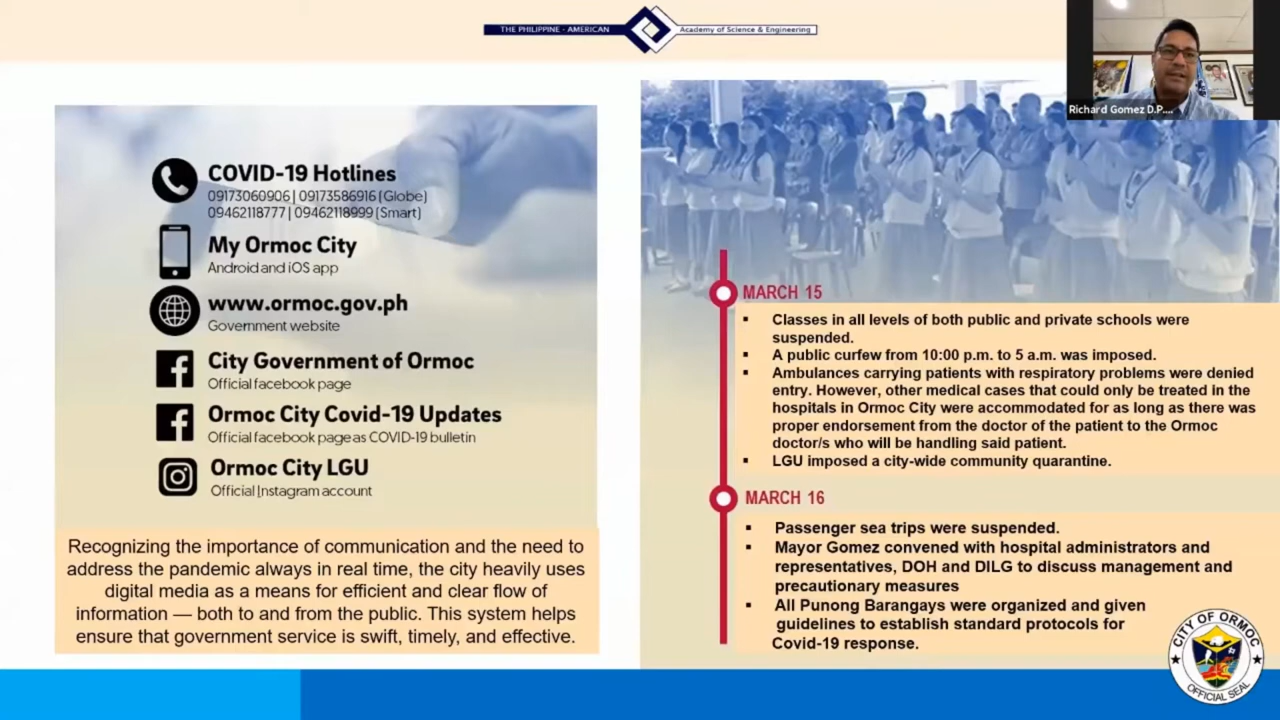 THE PHILIPPINE - AMERICAN
Academy of Science & Engineering
Richard Gomez D.P....
COVID-19 Hotlines
09173060906 | 09173586916 (Globe)
09462118777 | 09462118999 (Smart)
My Ormoc City
Android and iOS app
www.ormoc.gov.ph
Government website
City Government of Ormoc
Official facebook page
Ormoc City Covid-19 Updates
Official facebook page as COVID-19 bulletin
Ormoc City LGU
Official Instagram account
Recognizing the importance of communication and the need to
address the pandemic always in real time, the city heavily uses
digital media as a means for efficient and clear flow of
information — both to and from the public. This system helps
ensure that government service is swift, timely, and effective.
MARCH 15
▪ Classes in all levels of both public and private schools were
suspended.
▪ A public curfew from 10:00 p.m. to 5 a.m. was imposed.
▪ Ambulances carrying patients with respiratory problems were denied
entry. However, other medical cases that could only be treated in the
hospitals in Ormoc City were accommodated for as long as there was
proper endorsement from the doctor of the patient to the Ormoc
doctor/s who will be handling said patient.
▪ LGU imposed a city-wide community quarantine.
MARCH 16
▪ Passenger sea trips were suspended.
▪ Mayor Gomez convened with hospital administrators and
representatives, DOH and DILG to discuss management and
precautionary measures
▪ All Punong Barangays were organized and given
guidelines to establish standard protocols for
Covid-19 response.
CITY OF ORMOC
OFFICIAL SEAL